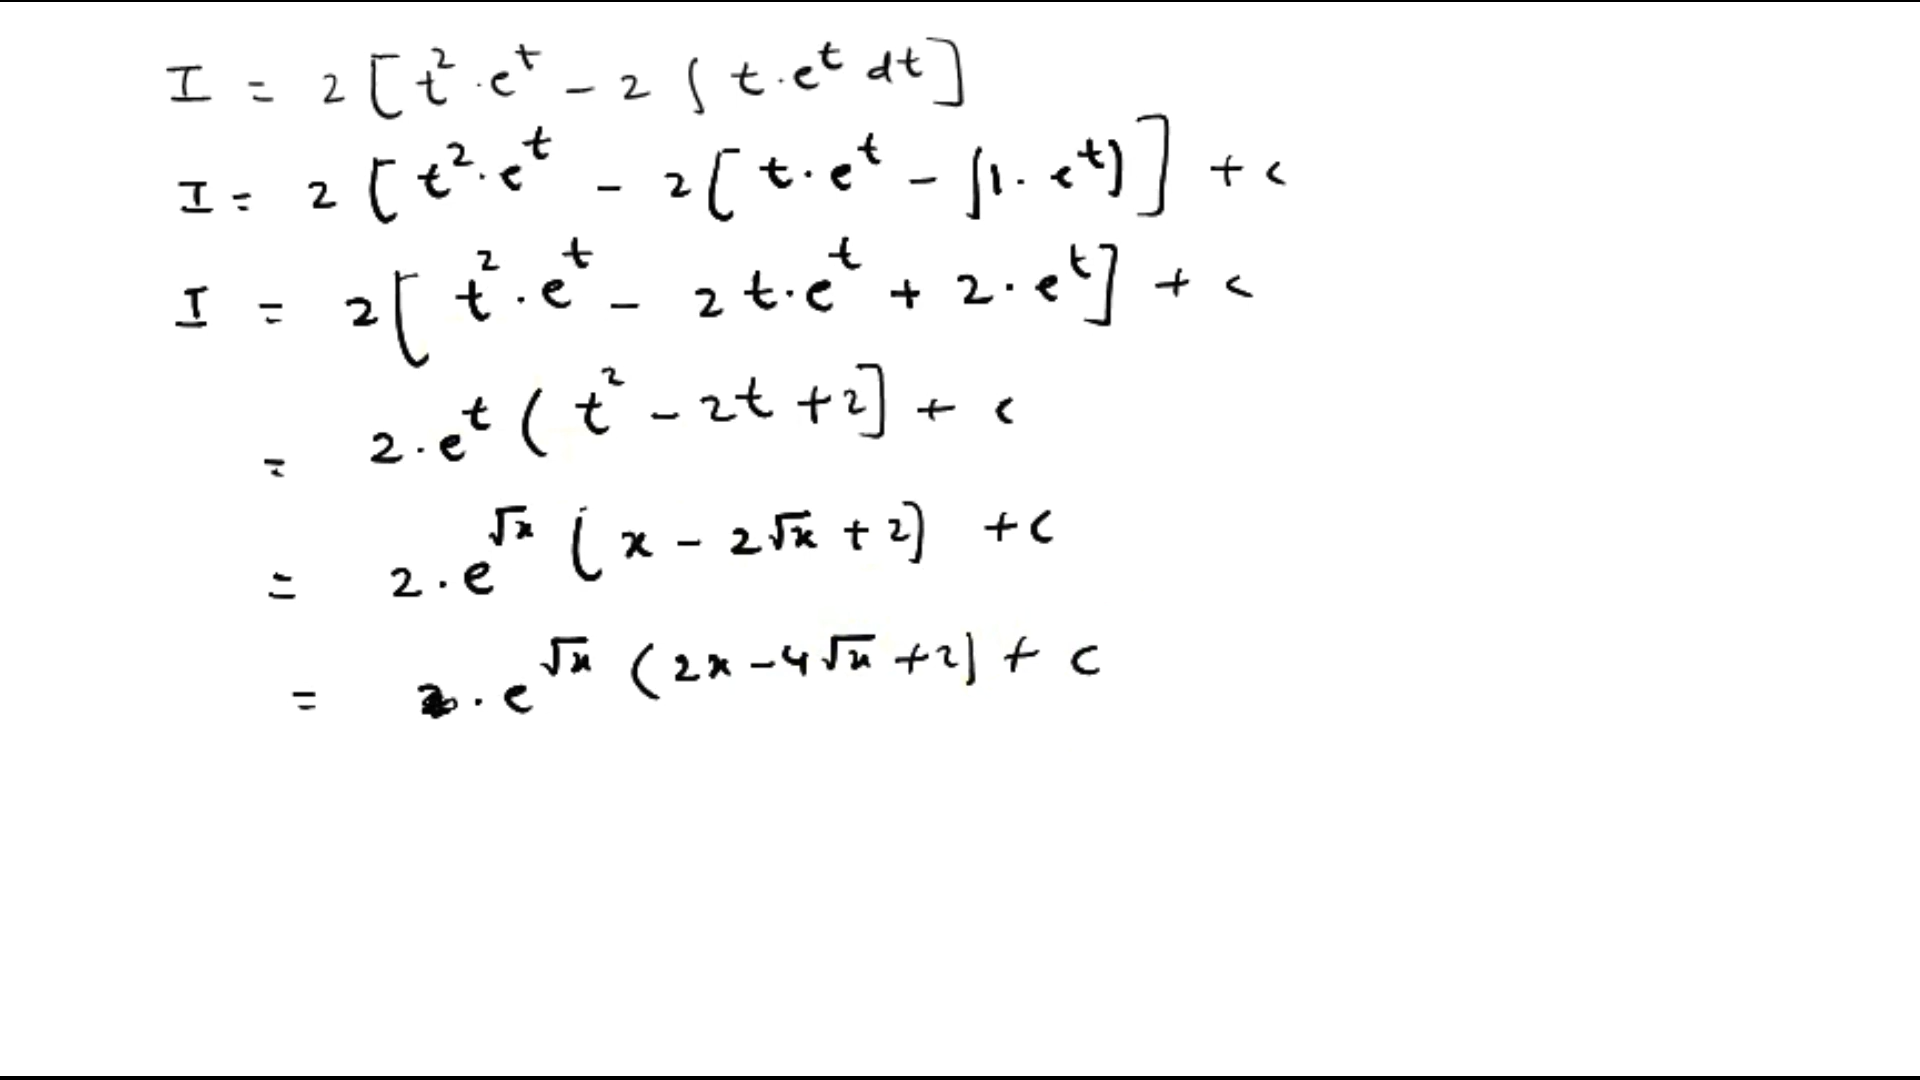 I = 2 [t² · eᵗ - 2 ∫ t · eᵗ dt]
I = 2 [t² · eᵗ - 2 [t · eᵗ - ∫1 · eᵗ)] + c
I = 2 [t² · eᵗ - 2 t · eᵗ + 2 · eᵗ] + c
= 2 · eᵗ (t² - 2t + 2] + c
= 2 · e^√x (x - 2√x + 2) + c
= · e^√x (2x - 4√x + 2) + c